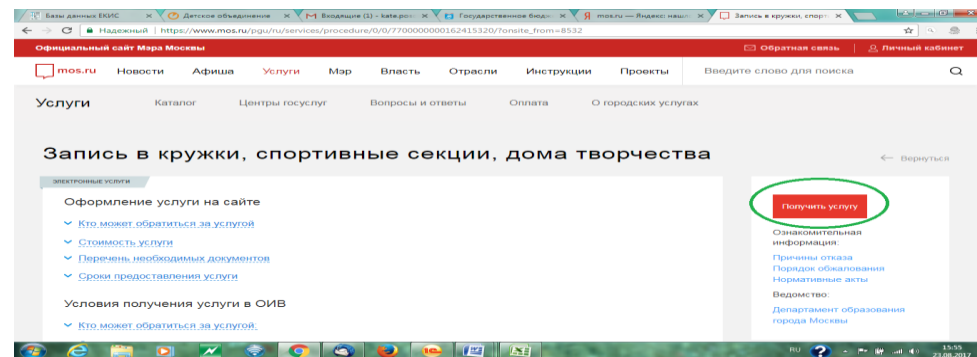 Базы данных ЕКИС
Детское объединение
Входящие (1) - kate.pos
Государственное бюдж
mos.ru — Яндекс: наш
Запись в кружки, спорт
Надежный https://www.mos.ru/pgu/ru/services/procedure/0/0/7700000000162415320/?onsite_from=8532
Официальный сайт Мэра Москвы
Обратная связь
Личный кабинет
mos.ru Новости Афиша Услуги Мэр Власть Отрасли Инструкции Проекты Введите слово для поиска
Услуги Каталог Центры госуслуг Вопросы и ответы Оплата О городских услугах
Запись в кружки, спортивные секции, дома творчества
← Вернуться
ЭЛЕКТРОННЫЕ УСЛУГИ
Оформление услуги на сайте
Кто может обратиться за услугой
Стоимость услуги
Перечень необходимых документов
Сроки предоставления услуги
Условия получения услуги в ОИВ
Кто может обратиться за услугой:
Получить услугу
Ознакомительная
информация:
Причины отказа
Порядок обжалования
Нормативные акты
Ведомство:
Департамент образования
города Москвы
RU
15:55
23.08.2017